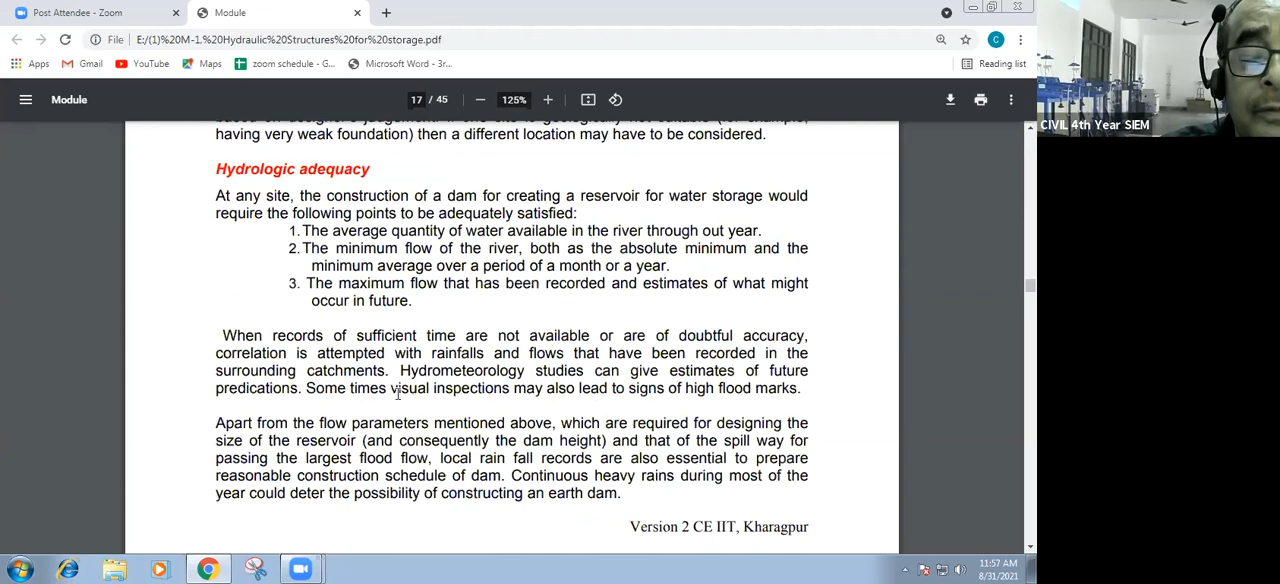 Post Attendee - Zoom
Module
File
E:/(1)%20M-1.%20Hydraulic%20Structures%20for%20storage.pdf
Apps
Gmail
YouTube
Maps
zoom schedule - G...
Microsoft Word - 3r...
Reading list
Module
17 / 45
125%
CIVIL 4th Year SIEM
having very weak foundation) then a different location may have to be considered.
Hydrologic adequacy
At any site, the construction of a dam for creating a reservoir for water storage would
require the following points to be adequately satisfied:
1. The average quantity of water available in the river through out year.
2. The minimum flow of the river, both as the absolute minimum and the
minimum average over a period of a month or a year.
3. The maximum flow that has been recorded and estimates of what might
occur in future.
When records of sufficient time are not available or are of doubtful accuracy,
correlation is attempted with rainfalls and flows that have been recorded in the
surrounding catchments. Hydrometeorology studies can give estimates of future
predications. Some times visual inspections may also lead to signs of high flood marks.
Apart from the flow parameters mentioned above, which are required for designing the
size of the reservoir (and consequently the dam height) and that of the spill way for
passing the largest flood flow, local rain fall records are also essential to prepare
reasonable construction schedule of dam. Continuous heavy rains during most of the
year could deter the possibility of constructing an earth dam.
Version 2 CE IIT, Kharagpur
11:57 AM
8/31/2021